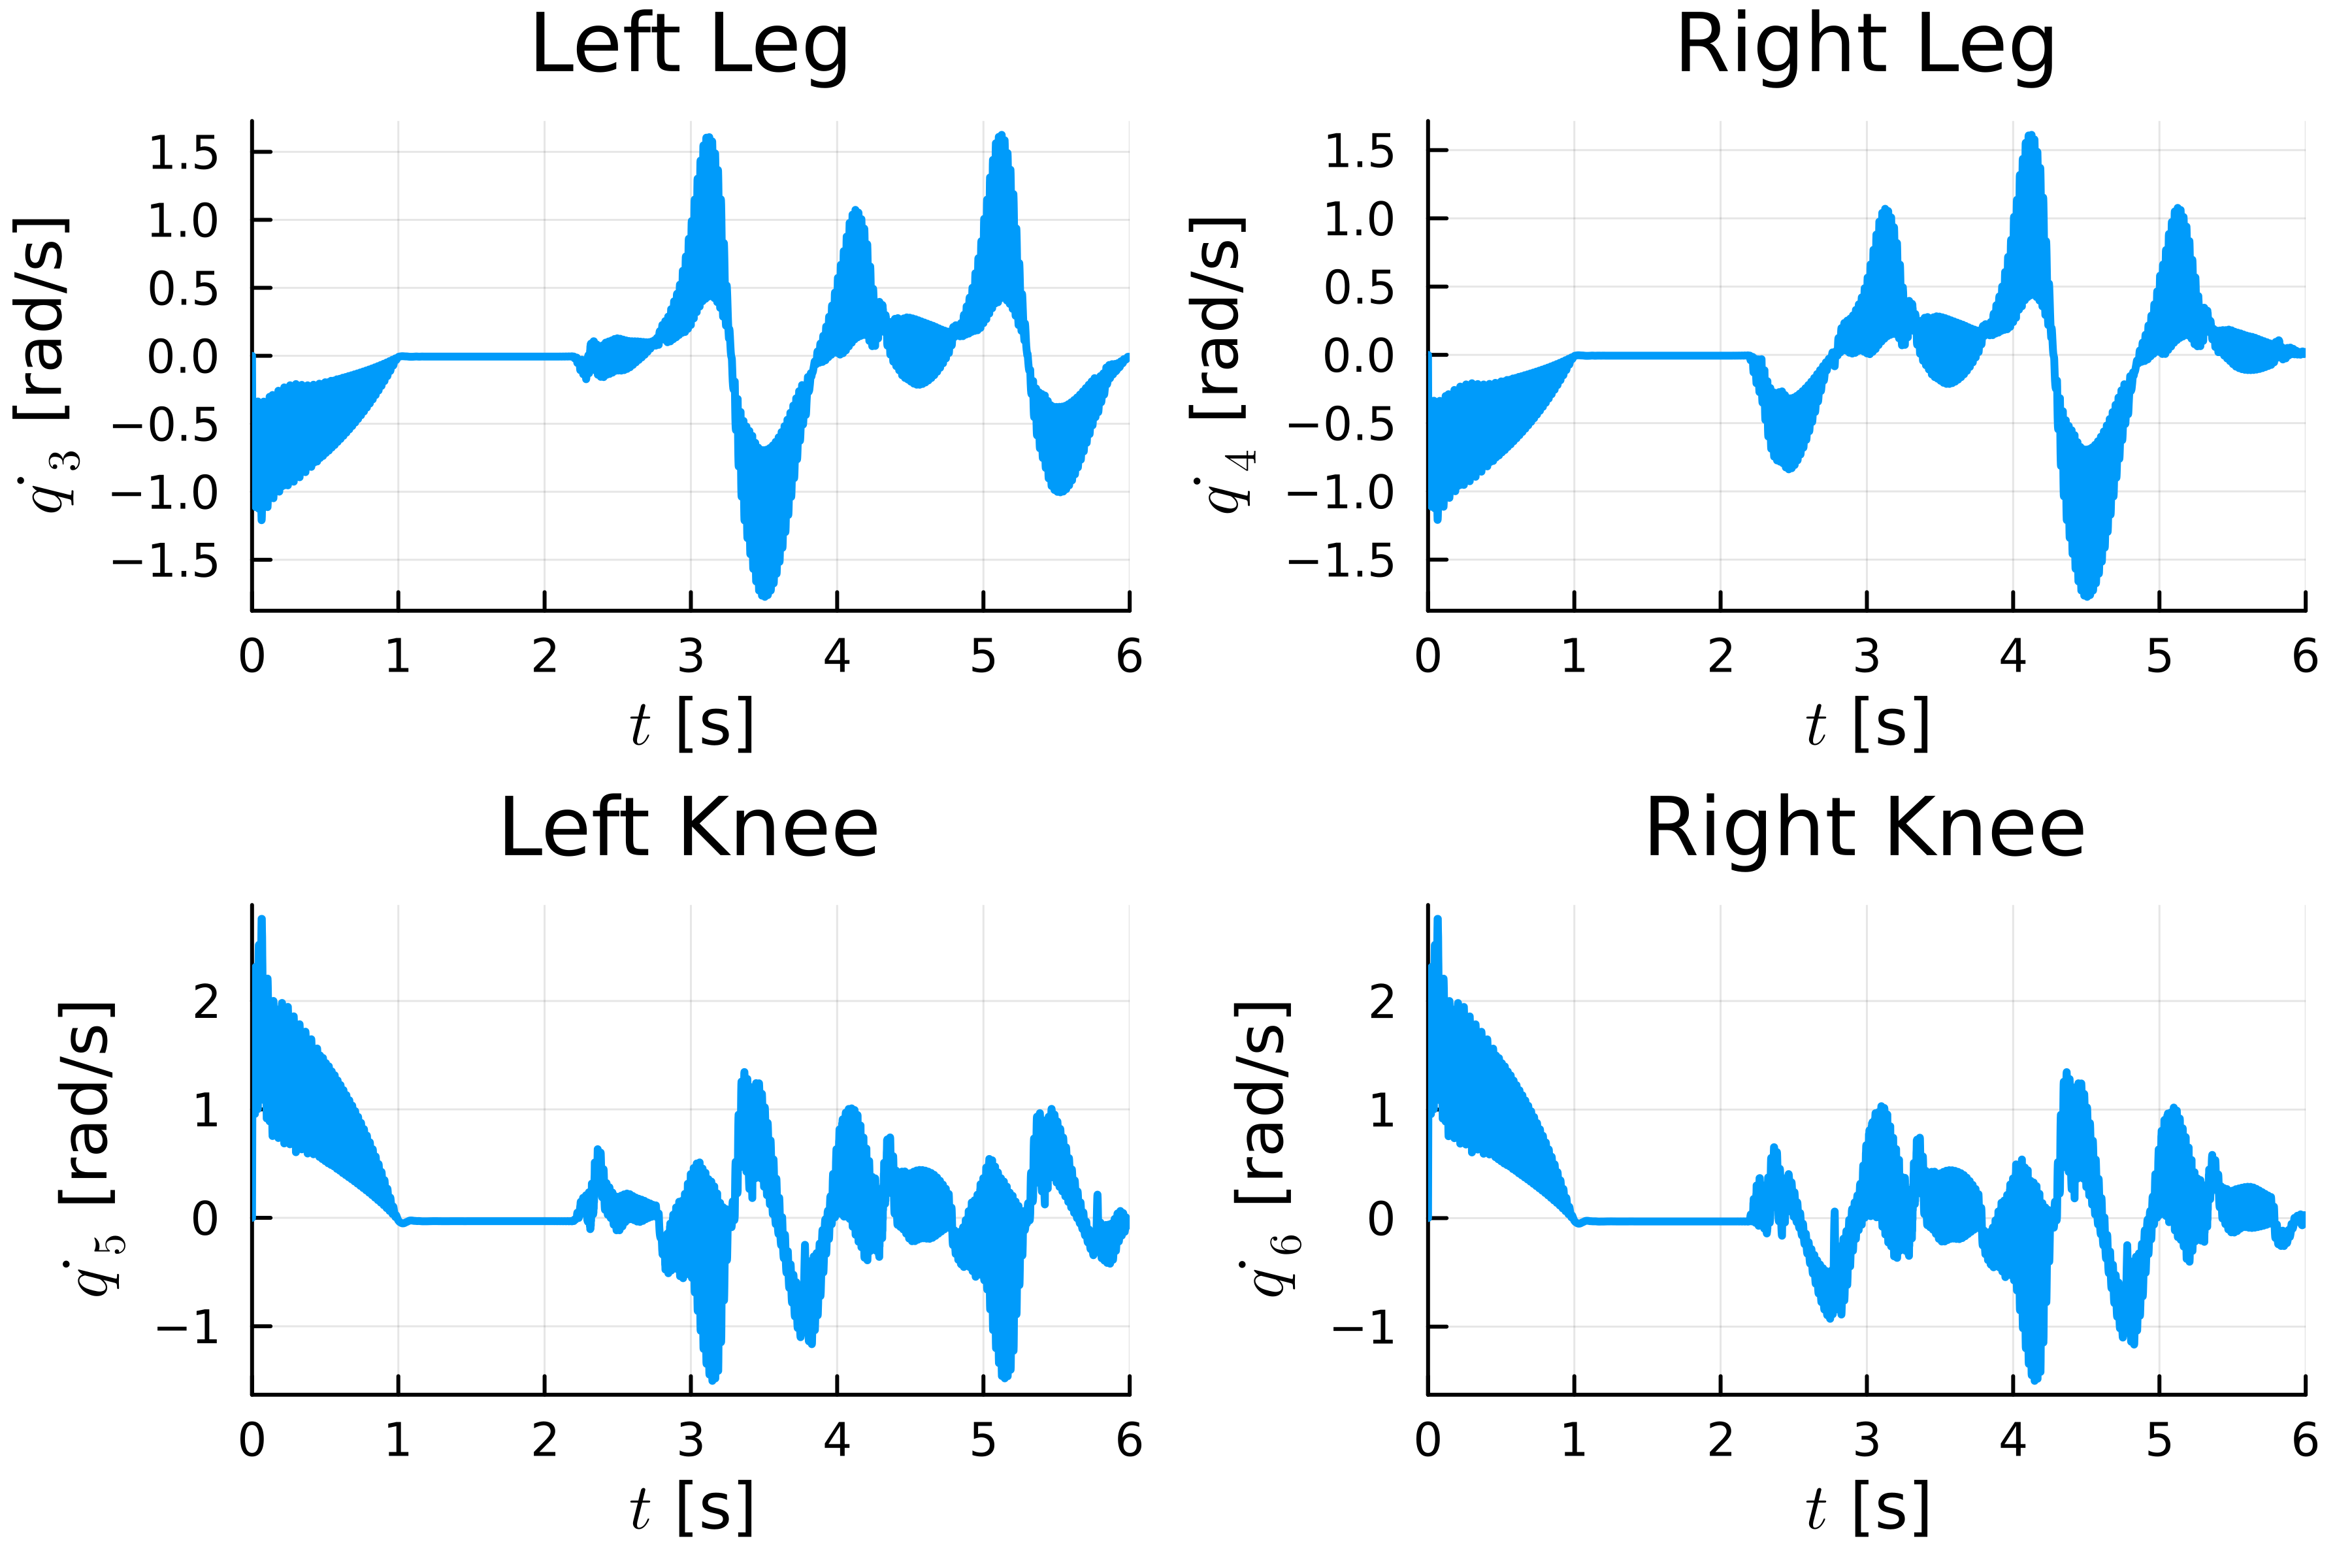 Left Leg
q̇₃ [rad/s]
1.5
1.0
0.5
0.0
−0.5
−1.0
−1.5
0 1 2 3 4 5 6
t [s]
Right Leg
q̇₄ [rad/s]
1.5
1.0
0.5
0.0
−0.5
−1.0
−1.5
0 1 2 3 4 5 6
t [s]
Left Knee
q̇₅ [rad/s]
2
1
0
−1
0 1 2 3 4 5 6
t [s]
Right Knee
q̇₆ [rad/s]
2
1
0
−1
0 1 2 3 4 5 6
t [s]